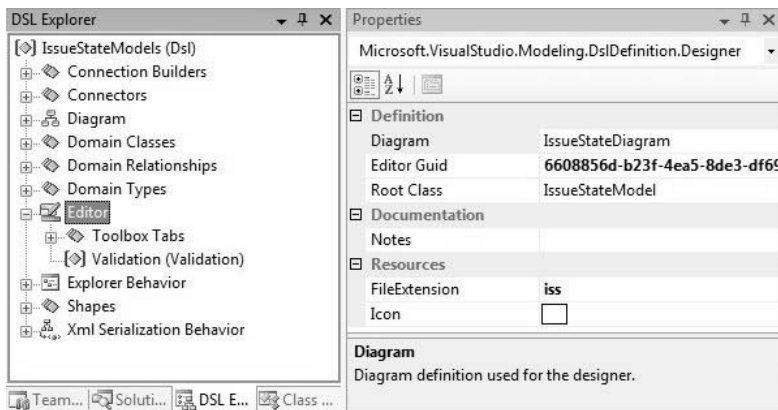 DSL Explorer
IssueStateModels (Dsl)
Connection Builders
Connectors
Diagram
Domain Classes
Domain Relationships
Domain Types
Editor
Toolbox Tabs
Validation (Validation)
Explorer Behavior
Shapes
Xml Serialization Behavior
Team... Soluti... DSL E... Class ...
Properties
Microsoft.VisualStudio.Modeling.DslDefinition.Designer
Definition
Diagram IssueStateDiagram
Editor Guid 6608856d-b23f-4ea5-8de3-df69
Root Class IssueStateModel
Documentation
Notes
Resources
FileExtension iss
Icon
Diagram
Diagram definition used for the designer.